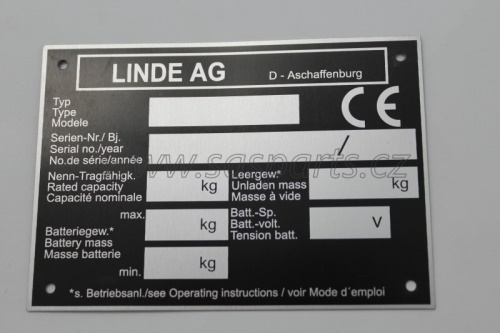 LINDE AG D - Aschaffenburg
Typ
Type
Modele
CE
Serien-Nr./ Bj.
Serial no./year
No.de série/année
/
www.sasparts.cz
Nenn-Tragfähigk.
Rated capacity
Capacité nominale
kg
Leergew.*
Unladen mass
Masse à vide
kg
max.
kg
Batteriegew.*
Battery mass
Masse batterie
min.
kg
Batt.-Sp.
Batt.-volt.
Tension batt.
V
*s. Betriebsanl./see Operating instructions / voir Mode d´emploi